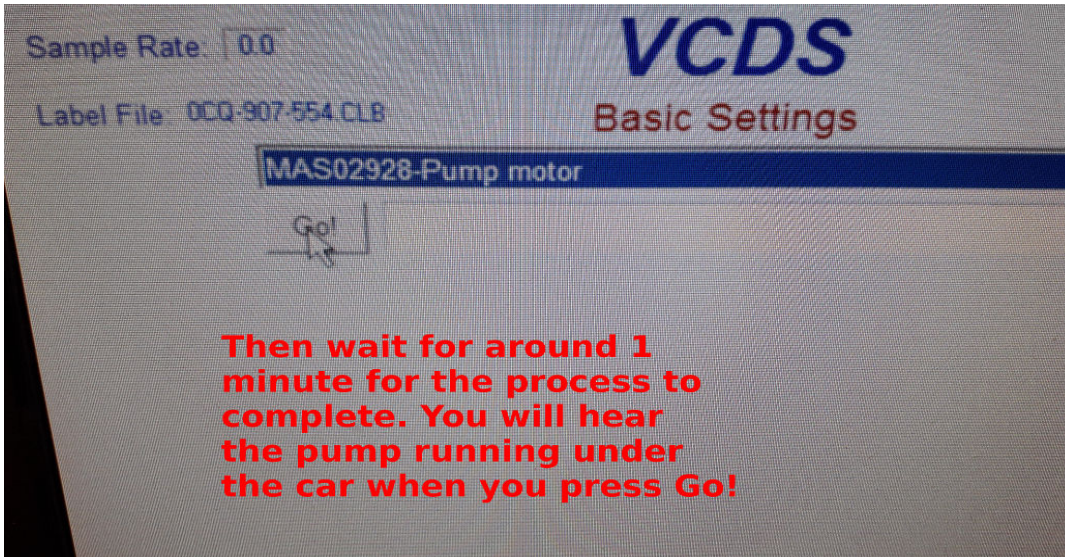 Sample Rate: 0.0
VCDS
Label File: 0CQ-907-554.CLB
Basic Settings
MAS02928-Pump motor
Go!
Then wait for around 1
minute for the process to
complete. You will hear
the pump running under
the car when you press Go!